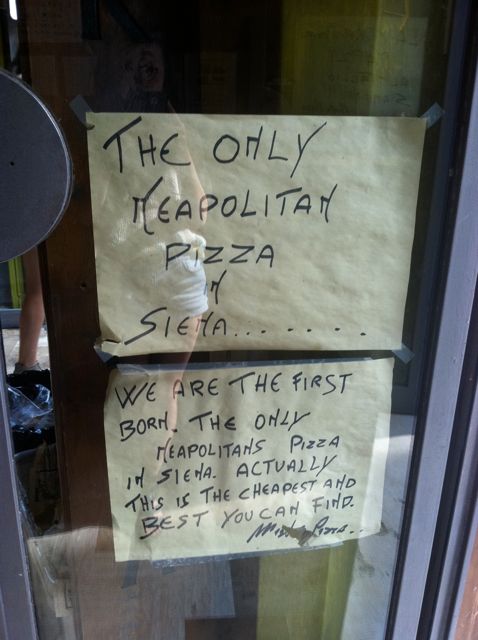 THE ONLY
NEAPOLITAN
PIZZA
IN
SIENA........
WE ARE THE FIRST
BORN. THE ONLY
NEAPOLITANS PIZZA
IN SIENA. ACTUALLY
THIS IS THE CHEAPEST AND
BEST YOU CAN FIND.